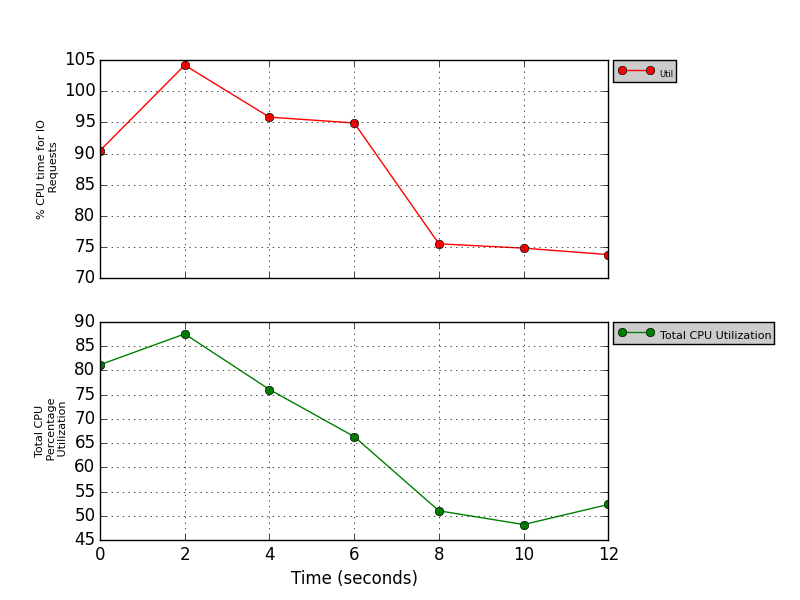 105
100
95
90
85
80
75
70
% CPU time for IO
Requests
Util
90
85
80
75
70
65
60
55
50
45
Total CPU
Percentage
Utilization
Total CPU Utilization
0 2 4 6 8 10 12
Time (seconds)